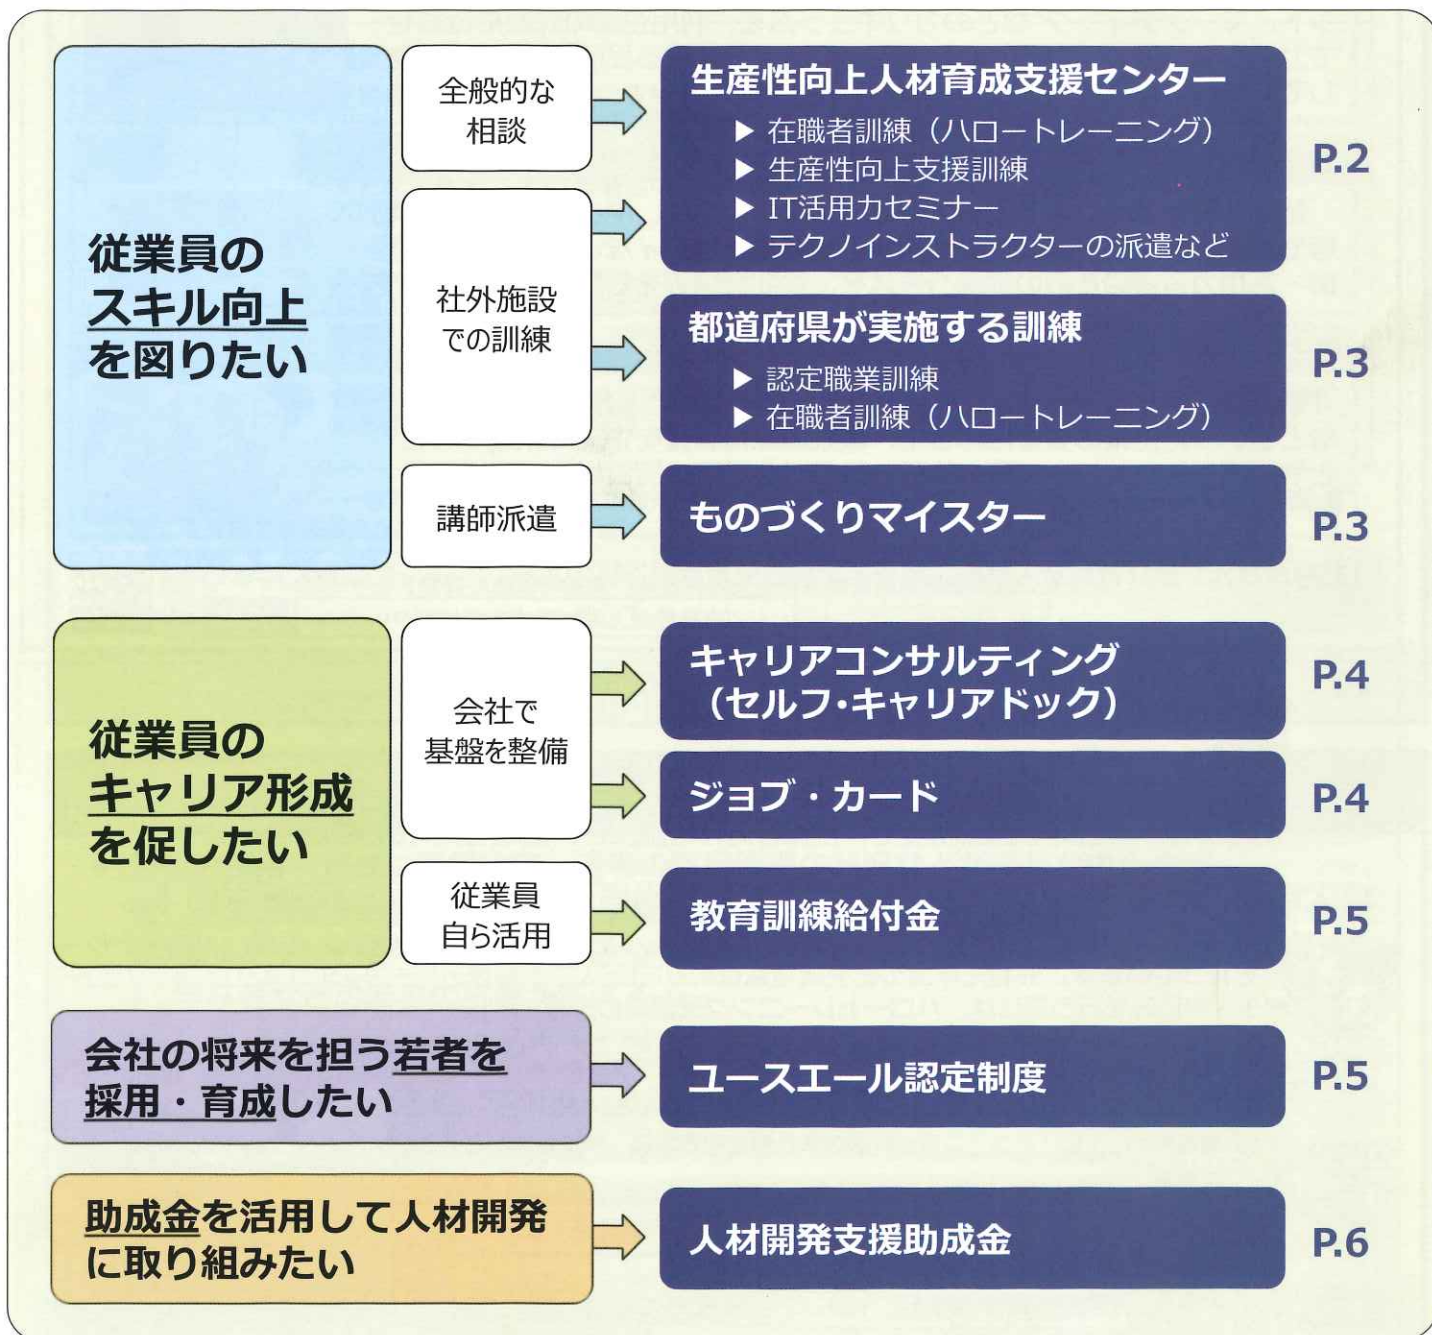 従業員の
スキル向上
を図りたい
全般的な
相談
社外施設
での訓練
講師派遣
生産性向上人材育成支援センター
▶ 在職者訓練（ハロートレーニング）
▶ 生産性向上支援訓練
▶ IT活用力セミナー
▶ テクノインストラクターの派遣など
P.2
都道府県が実施する訓練
▶ 認定職業訓練
▶ 在職者訓練（ハロートレーニング）
P.3
ものづくりマイスター
P.3
従業員の
キャリア形成
を促したい
会社で
基盤を整備
従業員
自ら活用
キャリアコンサルティング
（セルフ・キャリアドック）
P.4
ジョブ・カード
P.4
教育訓練給付金
P.5
会社の将来を担う若者を
採用・育成したい
ユースエール認定制度
P.5
助成金を活用して人材開発
に取り組みたい
人材開発支援助成金
P.6